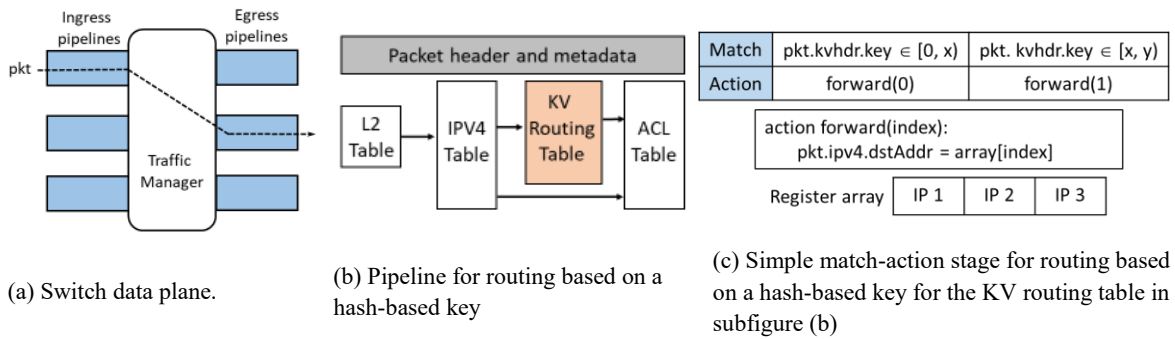 Ingress
pipelines
Egress
pipelines
pkt
Traffic
Manager
(a) Switch data plane.
Packet header and metadata
L2
Table
IPV4
Table
KV
Routing
Table
ACL
Table
(b) Pipeline for routing based on a
hash-based key
Match pkt.kvhdr.key ∈ [0, x) pkt. kvhdr.key ∈ [x, y)
Action forward(0) forward(1)
action forward(index):
pkt.ipv4.dstAddr = array[index]
Register array IP 1 IP 2 IP 3
(c) Simple match-action stage for routing based
on a hash-based key for the KV routing table in
subfigure (b)